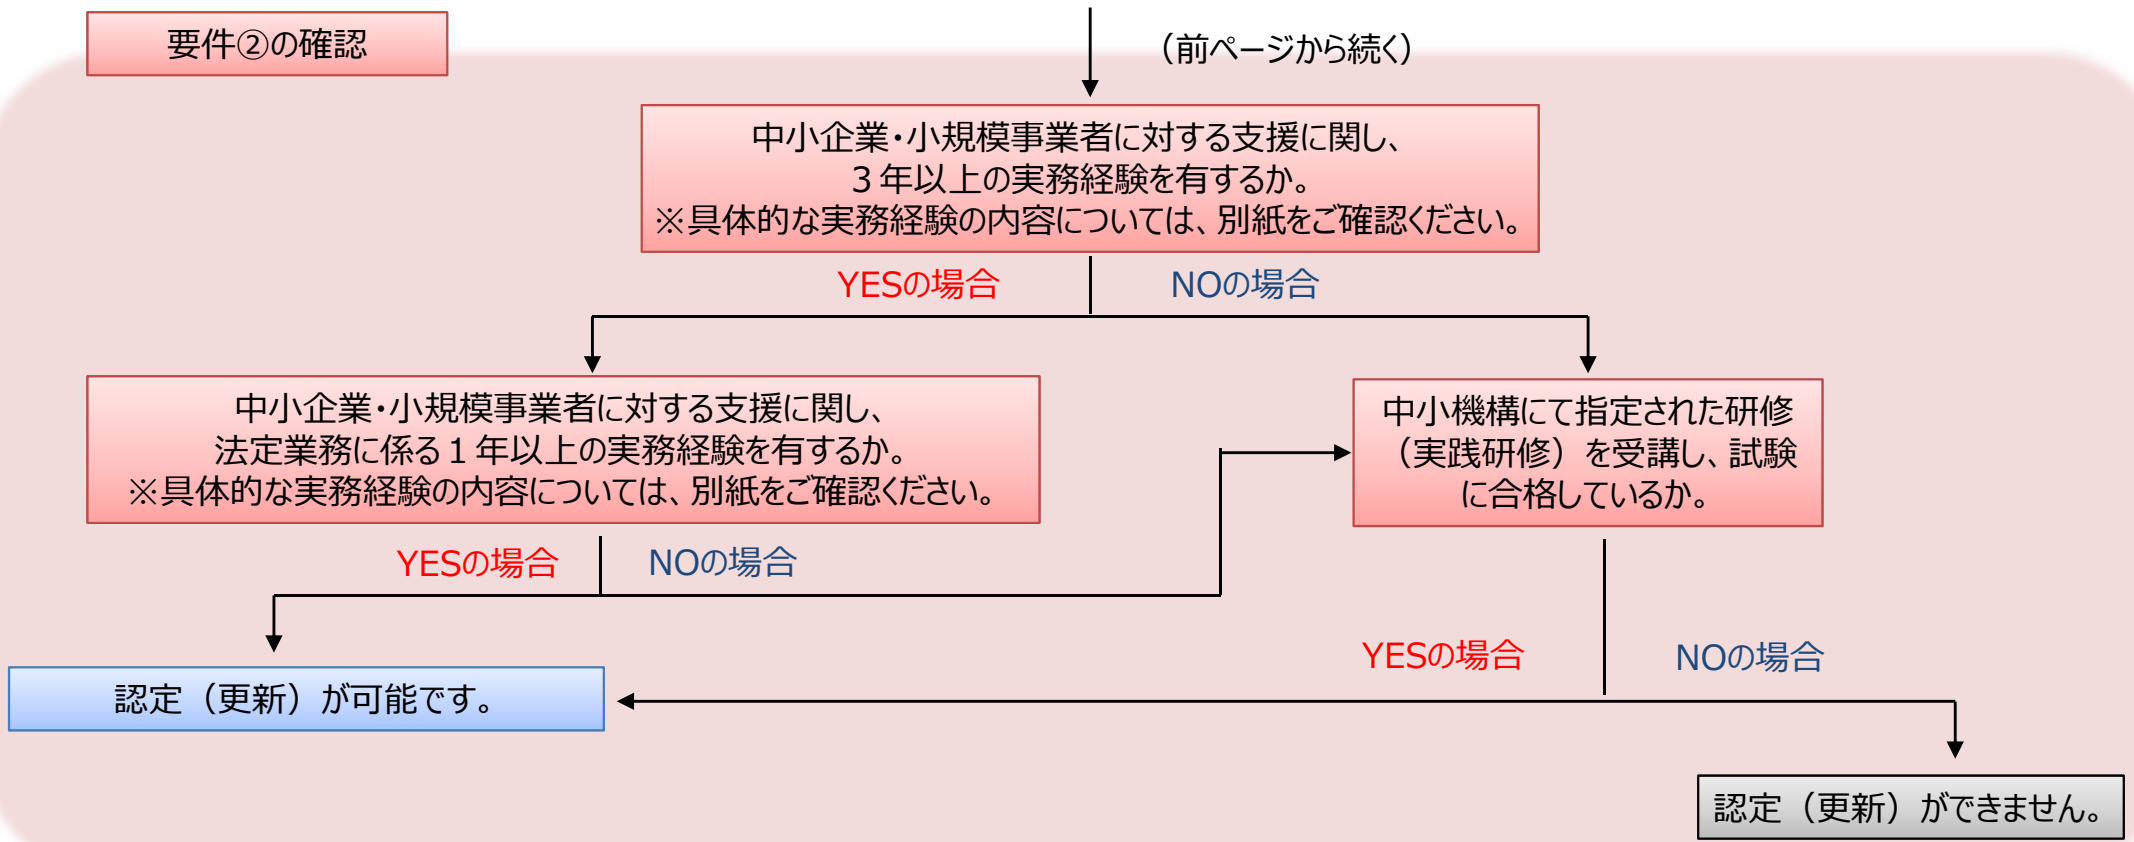 要件②の確認
（前ページから続く）
中小企業・小規模事業者に対する支援に関し、
３年以上の実務経験を有するか。
※具体的な実務経験の内容については、別紙をご確認ください。
YESの場合
NOの場合
中小企業・小規模事業者に対する支援に関し、
法定業務に係る１年以上の実務経験を有するか。
※具体的な実務経験の内容については、別紙をご確認ください。
中小機構にて指定された研修
（実践研修）を受講し、試験
に合格しているか。
YESの場合
NOの場合
YESの場合
NOの場合
認定（更新）が可能です。
認定（更新）ができません。